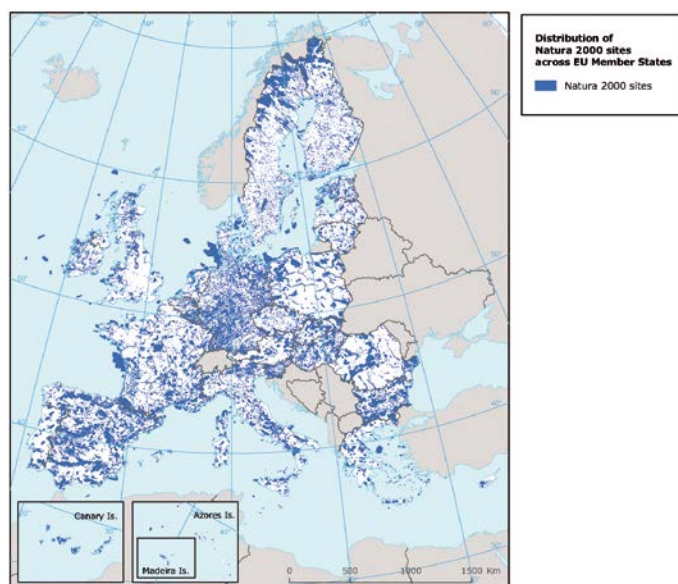 Distribution of
Natura 2000 sites
across EU Member States
Natura 2000 sites
Canary Is.
Azores Is.
Madeira Is.
0 500 1000 1500 Km